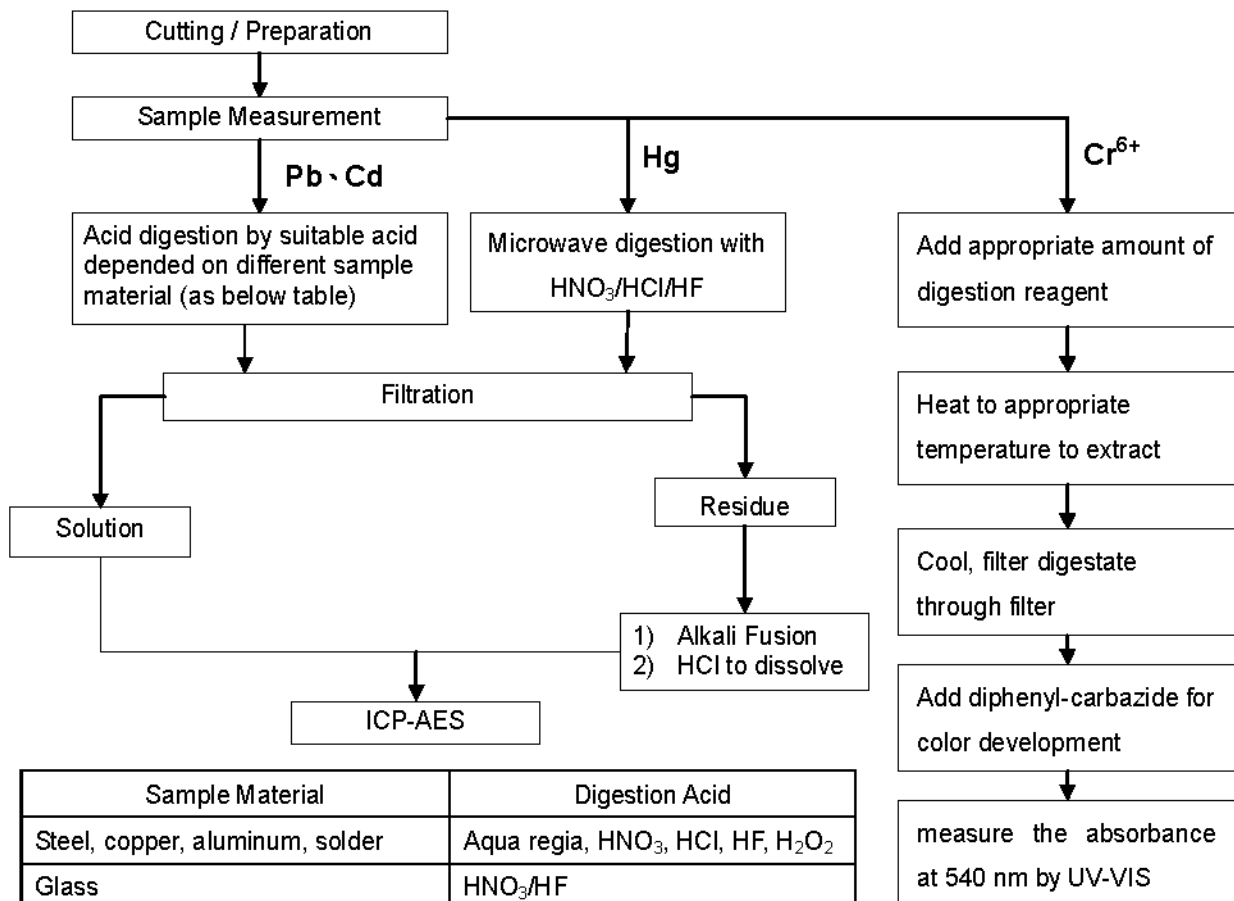 Cutting / Preparation
Sample Measurement
Pb、Cd
Hg
Cr⁶⁺
Acid digestion by suitable acid
depended on different sample
material (as below table)
Microwave digestion with
HNO₃/HCl/HF
Add appropriate amount of
digestion reagent
Filtration
Heat to appropriate
temperature to extract
Solution
Residue
Cool, filter digestate
through filter
1) Alkali Fusion
2) HCl to dissolve
ICP-AES
Add diphenyl-carbazide for
color development
Sample Material
Digestion Acid
Steel, copper, aluminum, solder
Aqua regia, HNO₃, HCl, HF, H₂O₂
Glass
HNO₃/HF
measure the absorbance
at 540 nm by UV-VIS